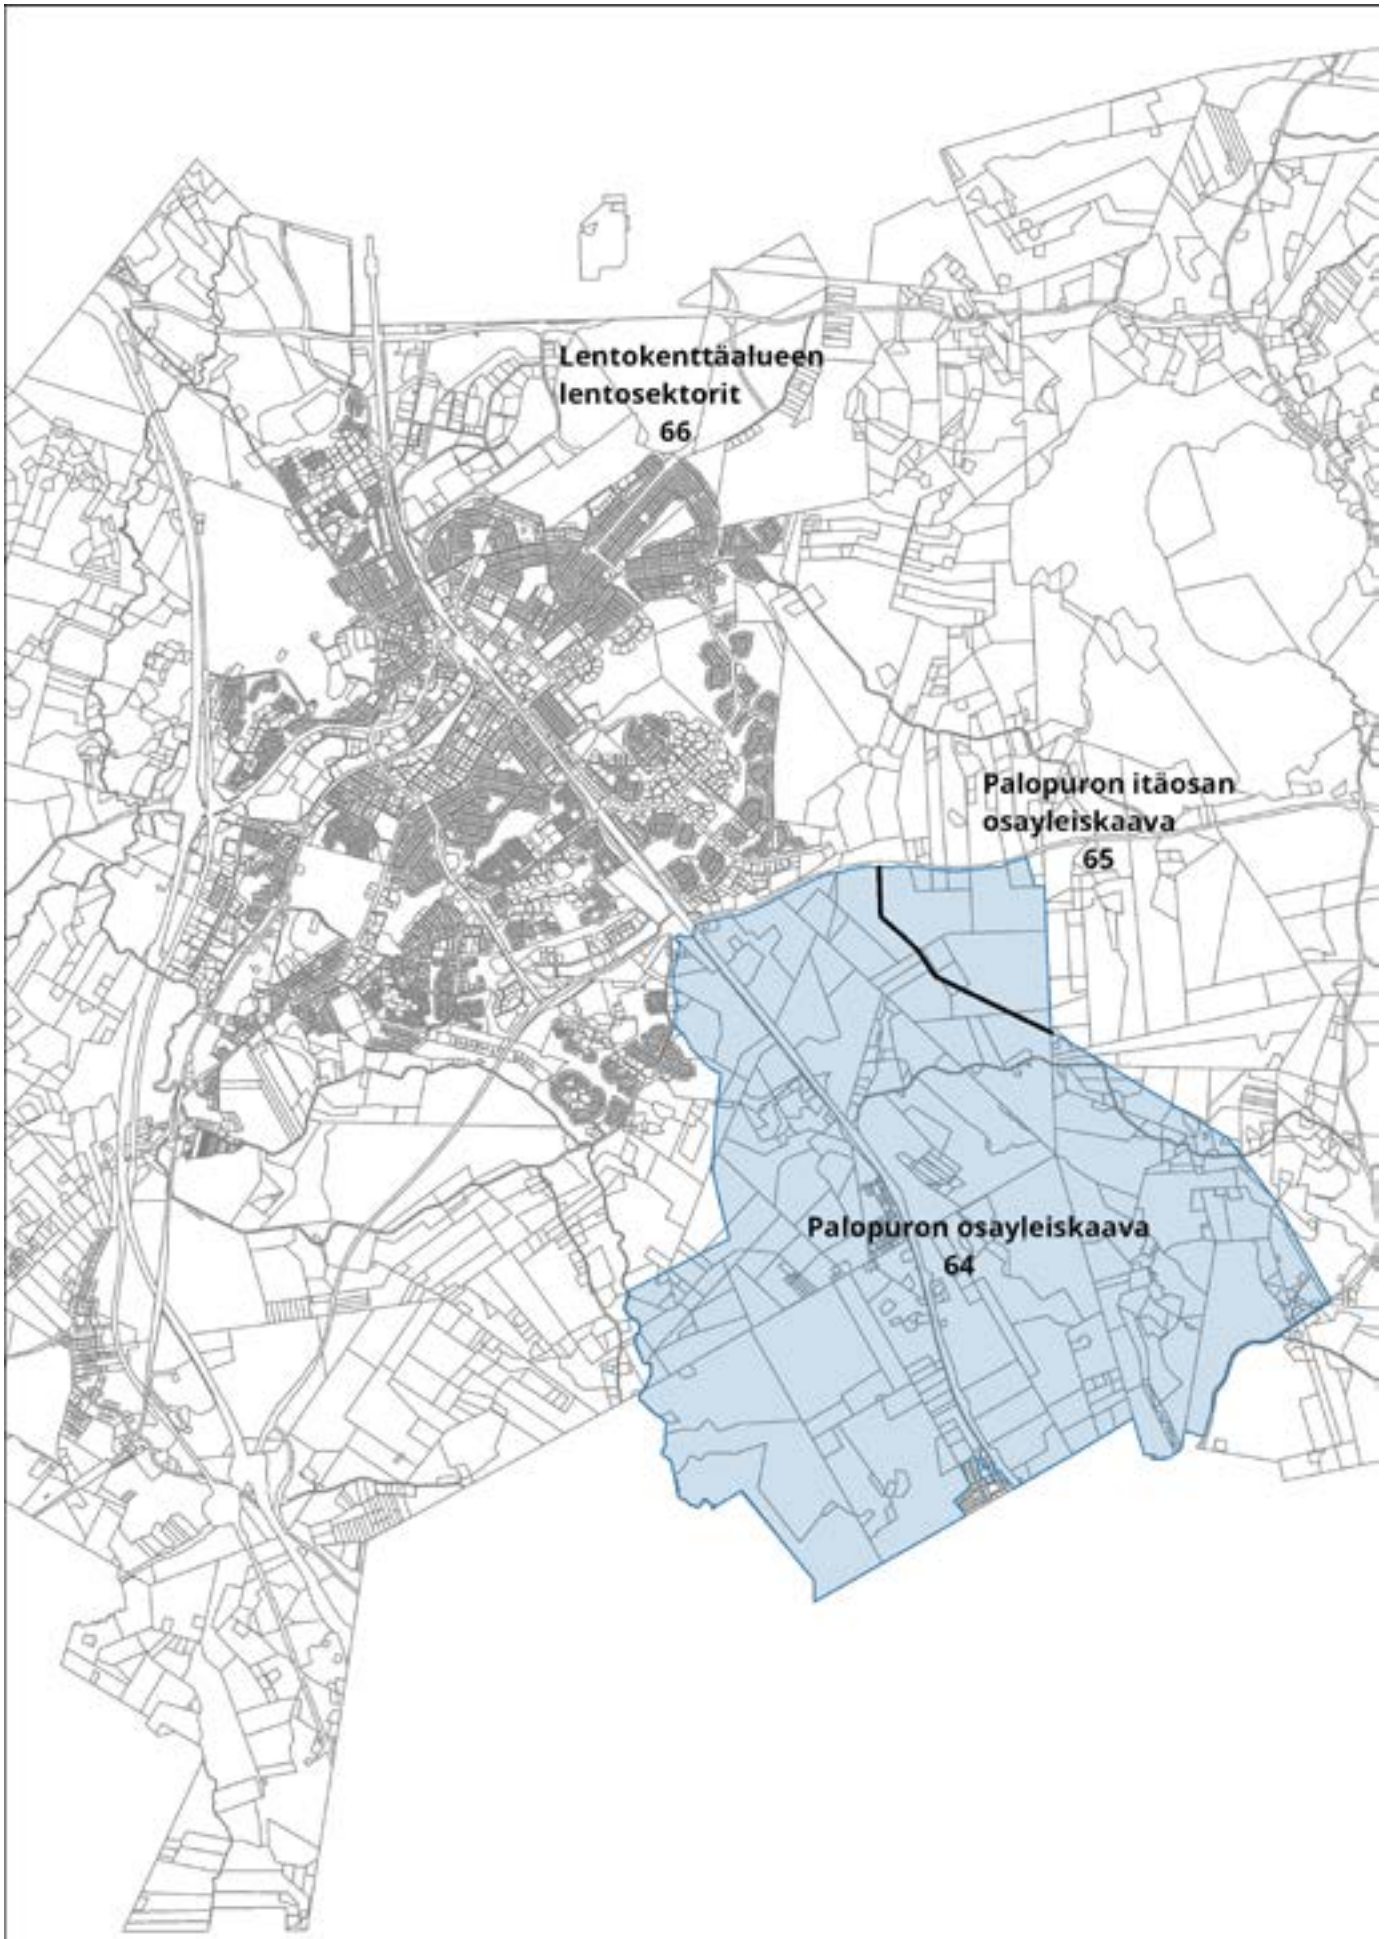 Lentokenttäalueen
lentosektorit
66
Palopuron itäosan
osayleiskaava
65
Palopuron osayleiskaava
64